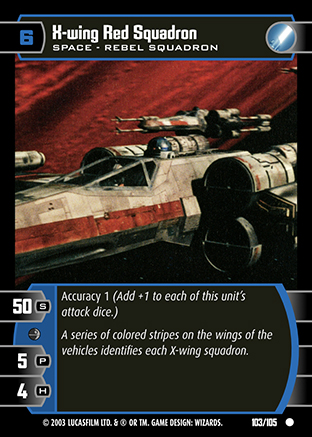 6
X-wing Red Squadron
SPACE - REBEL SQUADRON
50 S
Accuracy 1 (Add +1 to each of this unit's
attack dice.)
A series of colored stripes on the wings of the
vehicles identifies each X-wing squadron.
5 P
4 H
© 2003 LUCASFILM LTD. & ® OR TM. GAME DESIGN: WIZARDS.
103/105